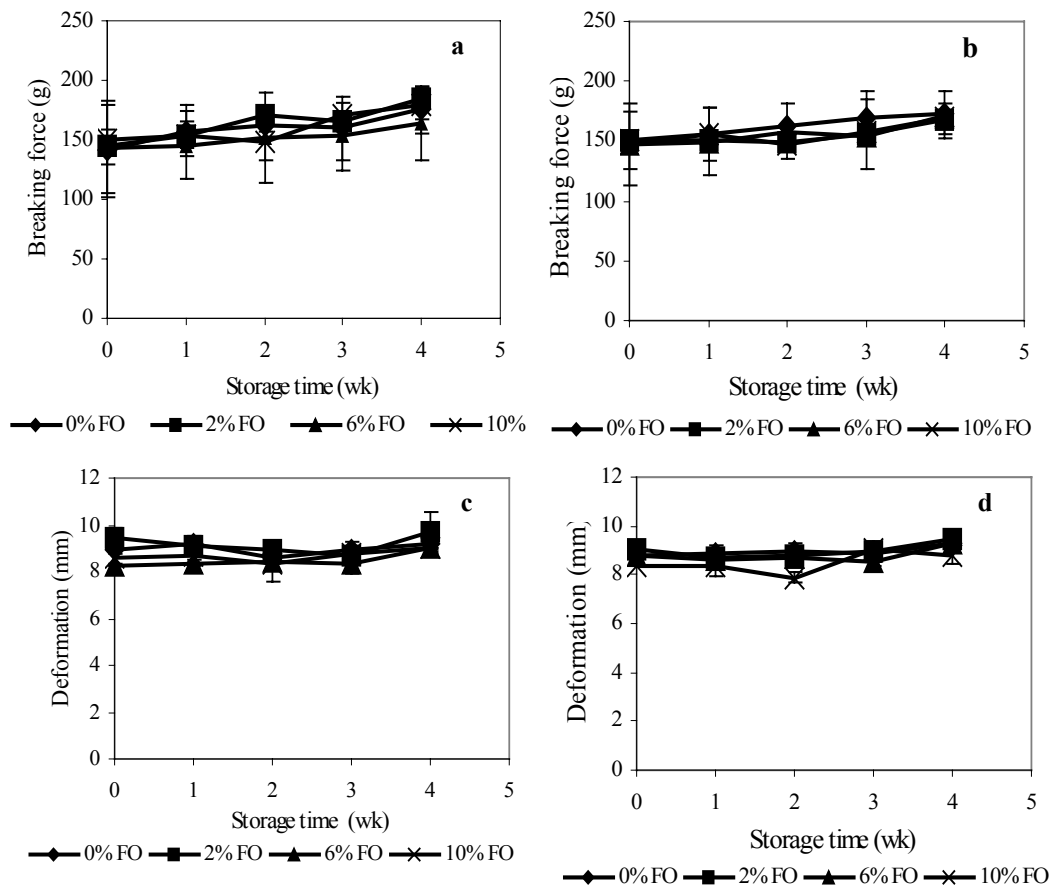 a
250
200
150
100
50
0
Breaking force (g)
0 1 2 3 4 5
Storage time (wk)
0% FO 2% FO 6% FO 10%
b
250
200
150
100
50
0
Breaking force (g)
0 1 2 3 4 5
Storage time (wk)
0% FO 2% FO 6% FO 10% FO
c
12
10
8
6
4
2
0
Deformation (mm)
0 1 2 3 4 5
Storage time (wk)
0% FO 2% FO 6% FO 10% FO
d
12
10
8
6
4
2
0
Deformation (mm)
0 1 2 3 4 5
Storage time (wk)
0% FO 2% FO 6% FO 10% FO